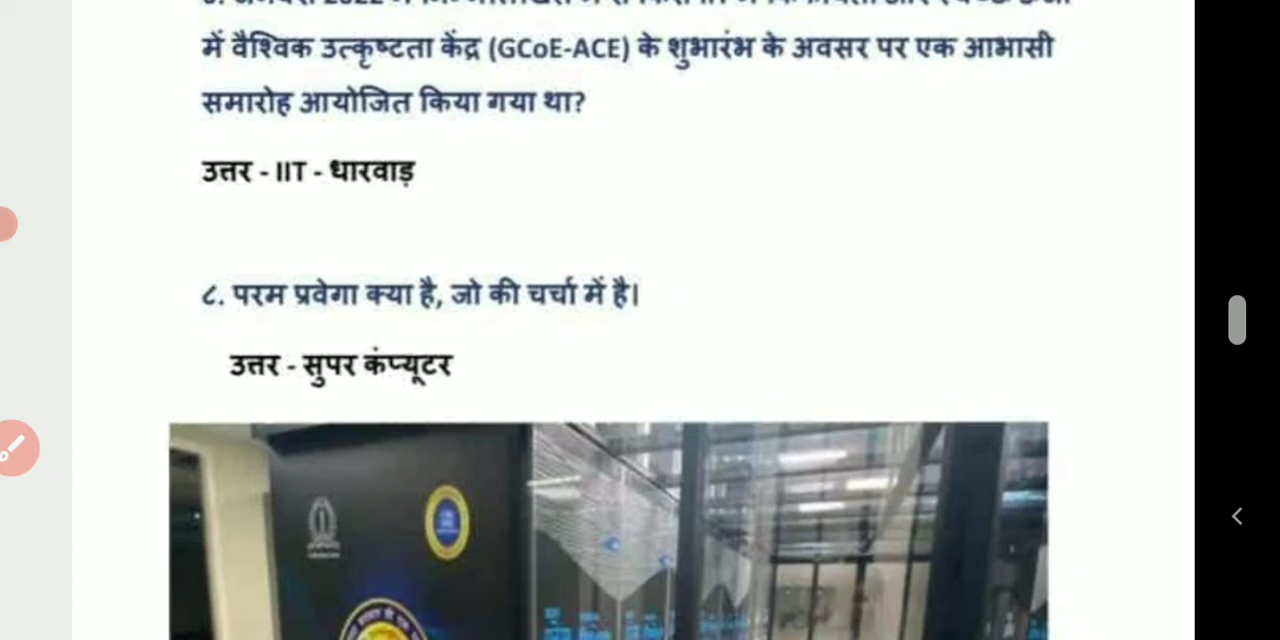 में वैश्विक उत्कृष्टता केंद्र (GCoE-ACE) के शुभारंभ के अवसर पर एक आभासी
समारोह आयोजित किया गया था?
उत्तर - IIT - धारवाड़
८. परम प्रवेगा क्या है, जो की चर्चा में है।
उत्तर - सुपर कंप्यूटर